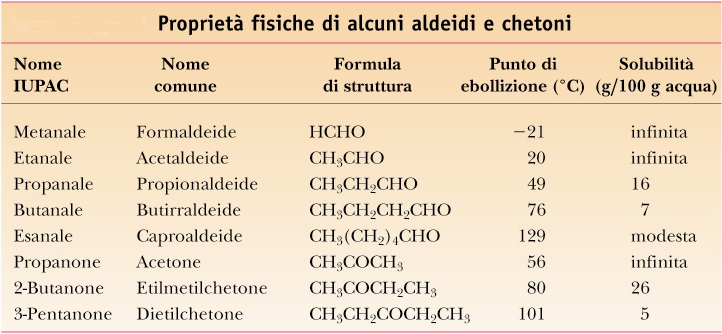 Proprietà fisiche di alcuni aldeidi e chetoni
Nome Nome Formula Punto di Solubilità
IUPAC comune di struttura ebollizione (°C) (g/100 g acqua)
Metanale Formaldeide HCHO −21 infinita
Etanale Acetaldeide CH₃CHO 20 infinita
Propanale Propionaldeide CH₃CH₂CHO 49 16
Butanale Butirraldeide CH₃CH₂CH₂CHO 76 7
Esanale Caproaldeide CH₃(CH₂)₄CHO 129 modesta
Propanone Acetone CH₃COCH₃ 56 infinita
2-Butanone Etilmetilchetone CH₃COCH₂CH₃ 80 26
3-Pentanone Dietilchetone CH₃CH₂COCH₂CH₃ 101 5